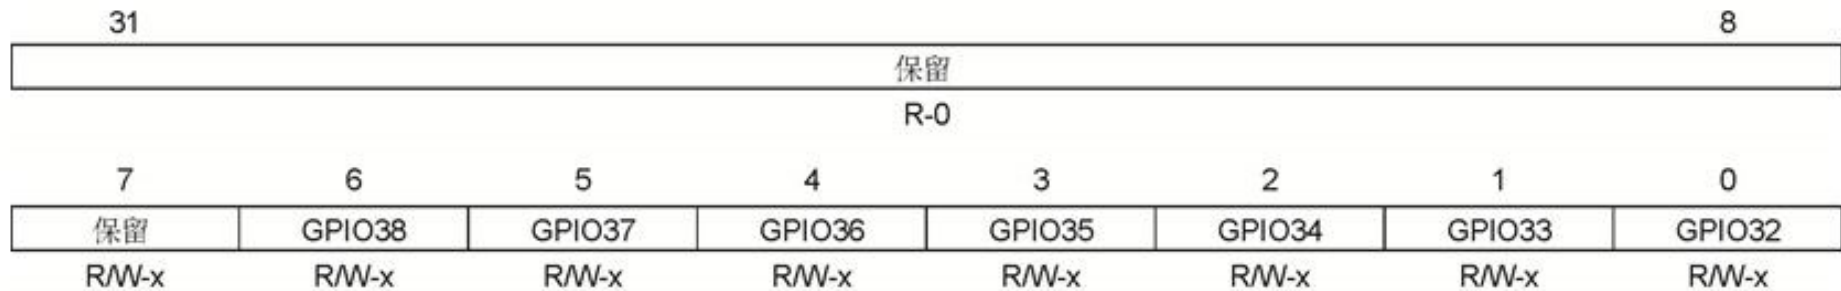 31 8
保留
R-0
7 6 5 4 3 2 1 0
保留 GPIO38 GPIO37 GPIO36 GPIO35 GPIO34 GPIO33 GPIO32
R/W-x R/W-x R/W-x R/W-x R/W-x R/W-x R/W-x R/W-x